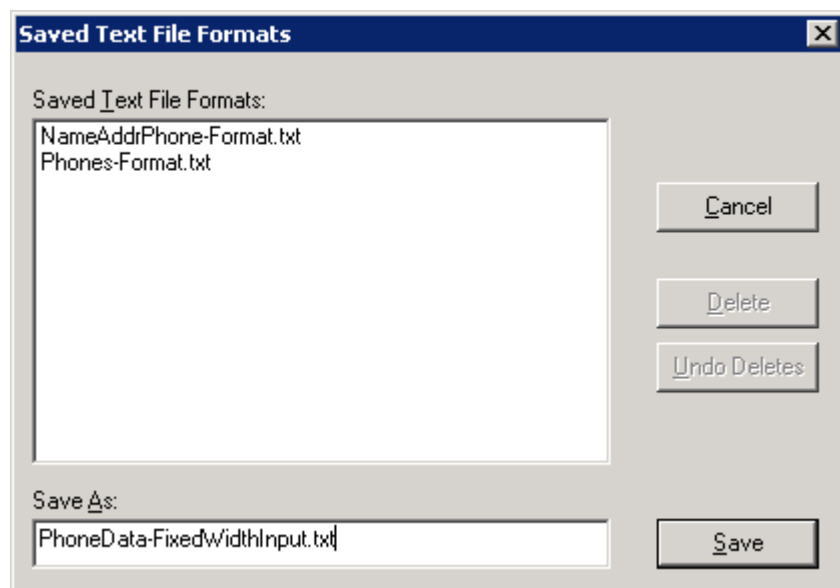 Saved Text File Formats
Saved Text File Formats:
NameAddrPhone-Format.txt
Phones-Format.txt
Cancel
Delete
Undo Deletes
Save As:
PhoneData-FixedWidthInput.txt
Save